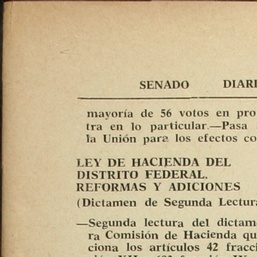 SENADO DIARI
mayoría de 56 votos en pro
tra en lo particular.—Pasa
la Unión para los efectos co
LEY DE HACIENDA DEL
DISTRITO FEDERAL.
REFORMAS Y ADICIONES
(Dictamen de Segunda Lectura
—Segunda lectura del dictam
ra Comisión de Hacienda qu
ciona los artículos 42 fracci